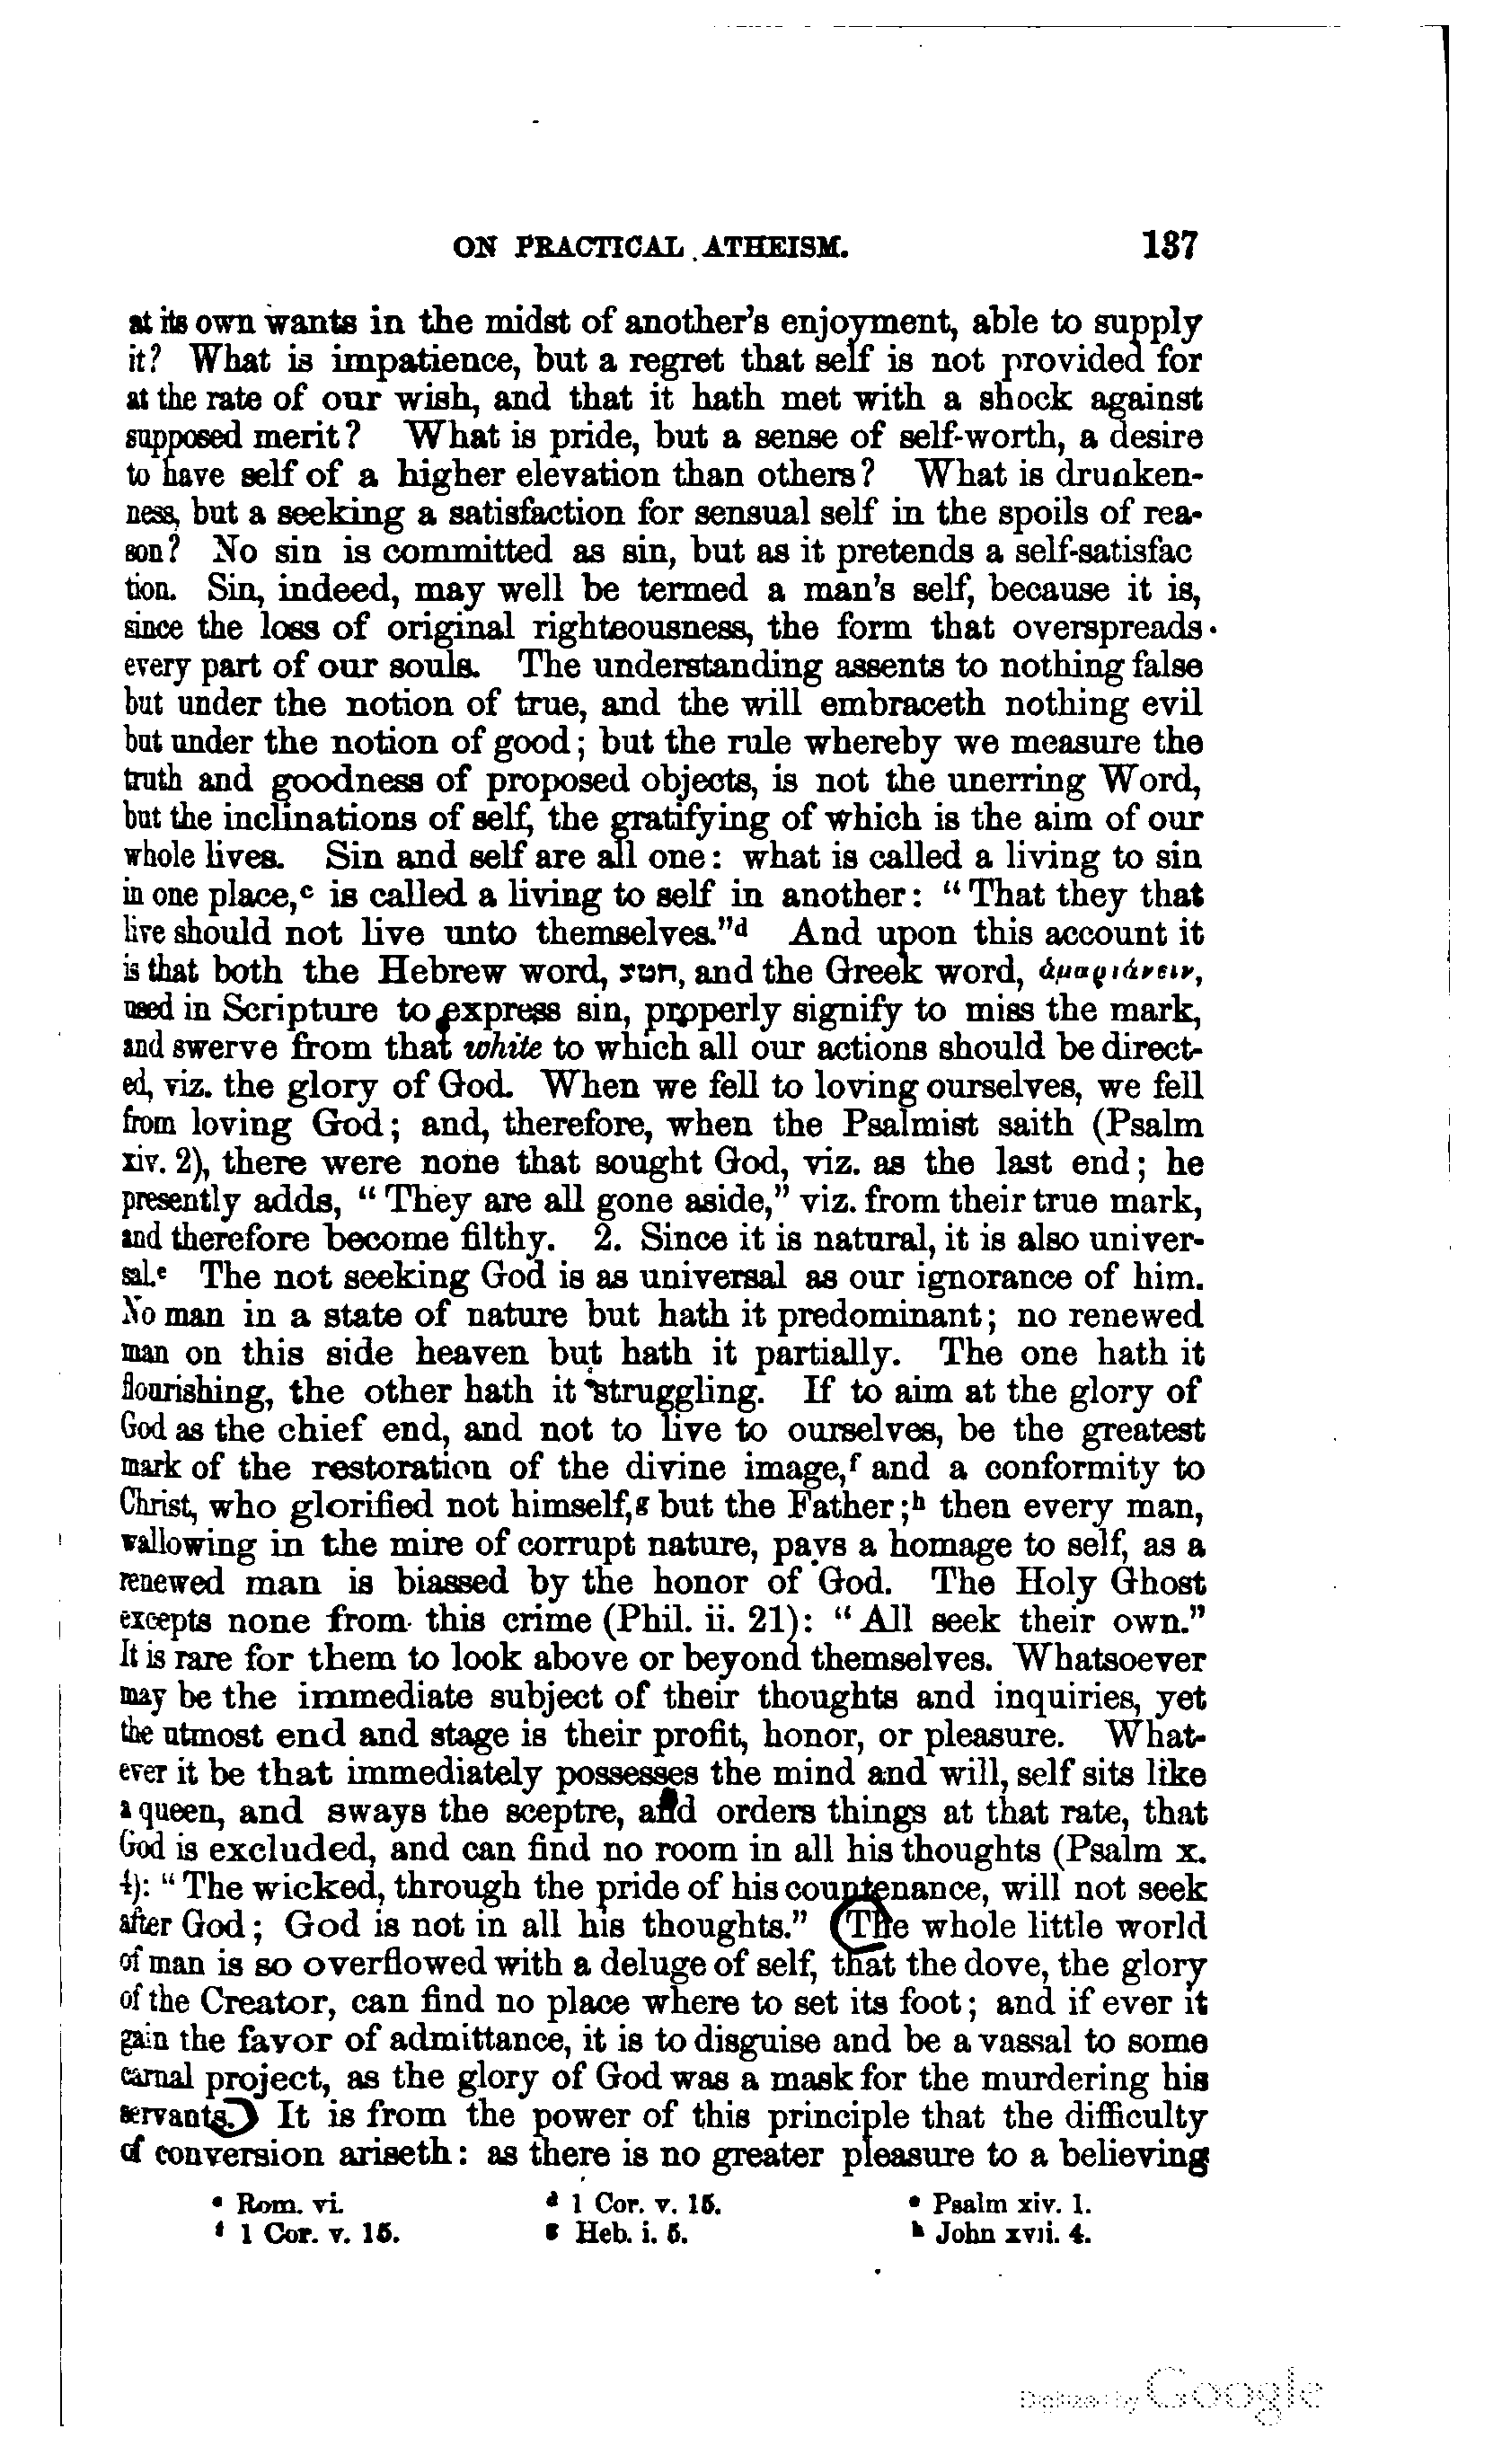 ON PRACTICAL ATHEISM. 137
at its own wants in the midst of another's enjoyment, able to supply
it? What is impatience, but a regret that self is not provided for
at the rate of our wish, and that it hath met with a shock against
supposed merit? What is pride, but a sense of self-worth, a desire
to have self of a higher elevation than others? What is drunken-
ness, but a seeking a satisfaction for sensual self in the spoils of rea-
son? No sin is committed as sin, but as it pretends a self-satisfac
tion. Sin, indeed, may well be termed a man's self, because it is,
since the loss of original righteousness, the form that overspreads
every part of our souls. The understanding assents to nothing false
but under the notion of true, and the will embraceth nothing evil
but under the notion of good; but the rule whereby we measure the
truth and goodness of proposed objects, is not the unerring Word,
but the inclinations of self, the gratifying of which is the aim of our
whole lives. Sin and self are all one: what is called a living to sin
in one place,ᶜ is called a living to self in another: "That they that
live should not live unto themselves."ᵈ And upon this account it
is that both the Hebrew word, and the Greek word, ἁμαρτάνειν,
used in Scripture to express sin, properly signify to miss the mark,
and swerve from that white to which all our actions should be direct-
ed, viz. the glory of God. When we fell to loving ourselves, we fell
from loving God; and, therefore, when the Psalmist saith (Psalm
xiv. 2), there were none that sought God, viz. as the last end; he
presently adds, "They are all gone aside," viz. from their true mark,
and therefore become filthy. 2. Since it is natural, it is also univer-
sal.ᵉ The not seeking God is as universal as our ignorance of him.
No man in a state of nature but hath it predominant; no renewed
man on this side heaven but hath it partially. The one hath it
flourishing, the other hath it struggling. If to aim at the glory of
God as the chief end, and not to live to ourselves, be the greatest
mark of the restoration of the divine image,ᶠ and a conformity to
Christ, who glorified not himself,ᵍ but the Father;ʰ then every man,
wallowing in the mire of corrupt nature, pays a homage to self, as a
renewed man is biassed by the honor of God. The Holy Ghost
excepts none from this crime (Phil. ii. 21): "All seek their own."
It is rare for them to look above or beyond themselves. Whatsoever
may be the immediate subject of their thoughts and inquiries, yet
the utmost end and stage is their profit, honor, or pleasure. What-
ever it be that immediately possesses the mind and will, self sits like
a queen, and sways the sceptre, and orders things at that rate, that
God is excluded, and can find no room in all his thoughts (Psalm x.
4): "The wicked, through the pride of his countenance, will not seek
after God; God is not in all his thoughts." (The whole little world
of man is so overflowed with a deluge of self, that the dove, the glory
of the Creator, can find no place where to set its foot; and if ever it
gain the favor of admittance, it is to disguise and be a vassal to some
carnal project, as the glory of God was a mask for the murdering his
servants.) It is from the power of this principle that the difficulty
of conversion ariseth: as there is no greater pleasure to a believing
ᶜ Rom. vi. ᵈ 1 Cor. v. 15. ᵉ Psalm xiv. 1.
ᶠ 1 Cor. v. 15. ᵍ Heb. i. 5. ʰ John xvii. 4.
Digitized by Google